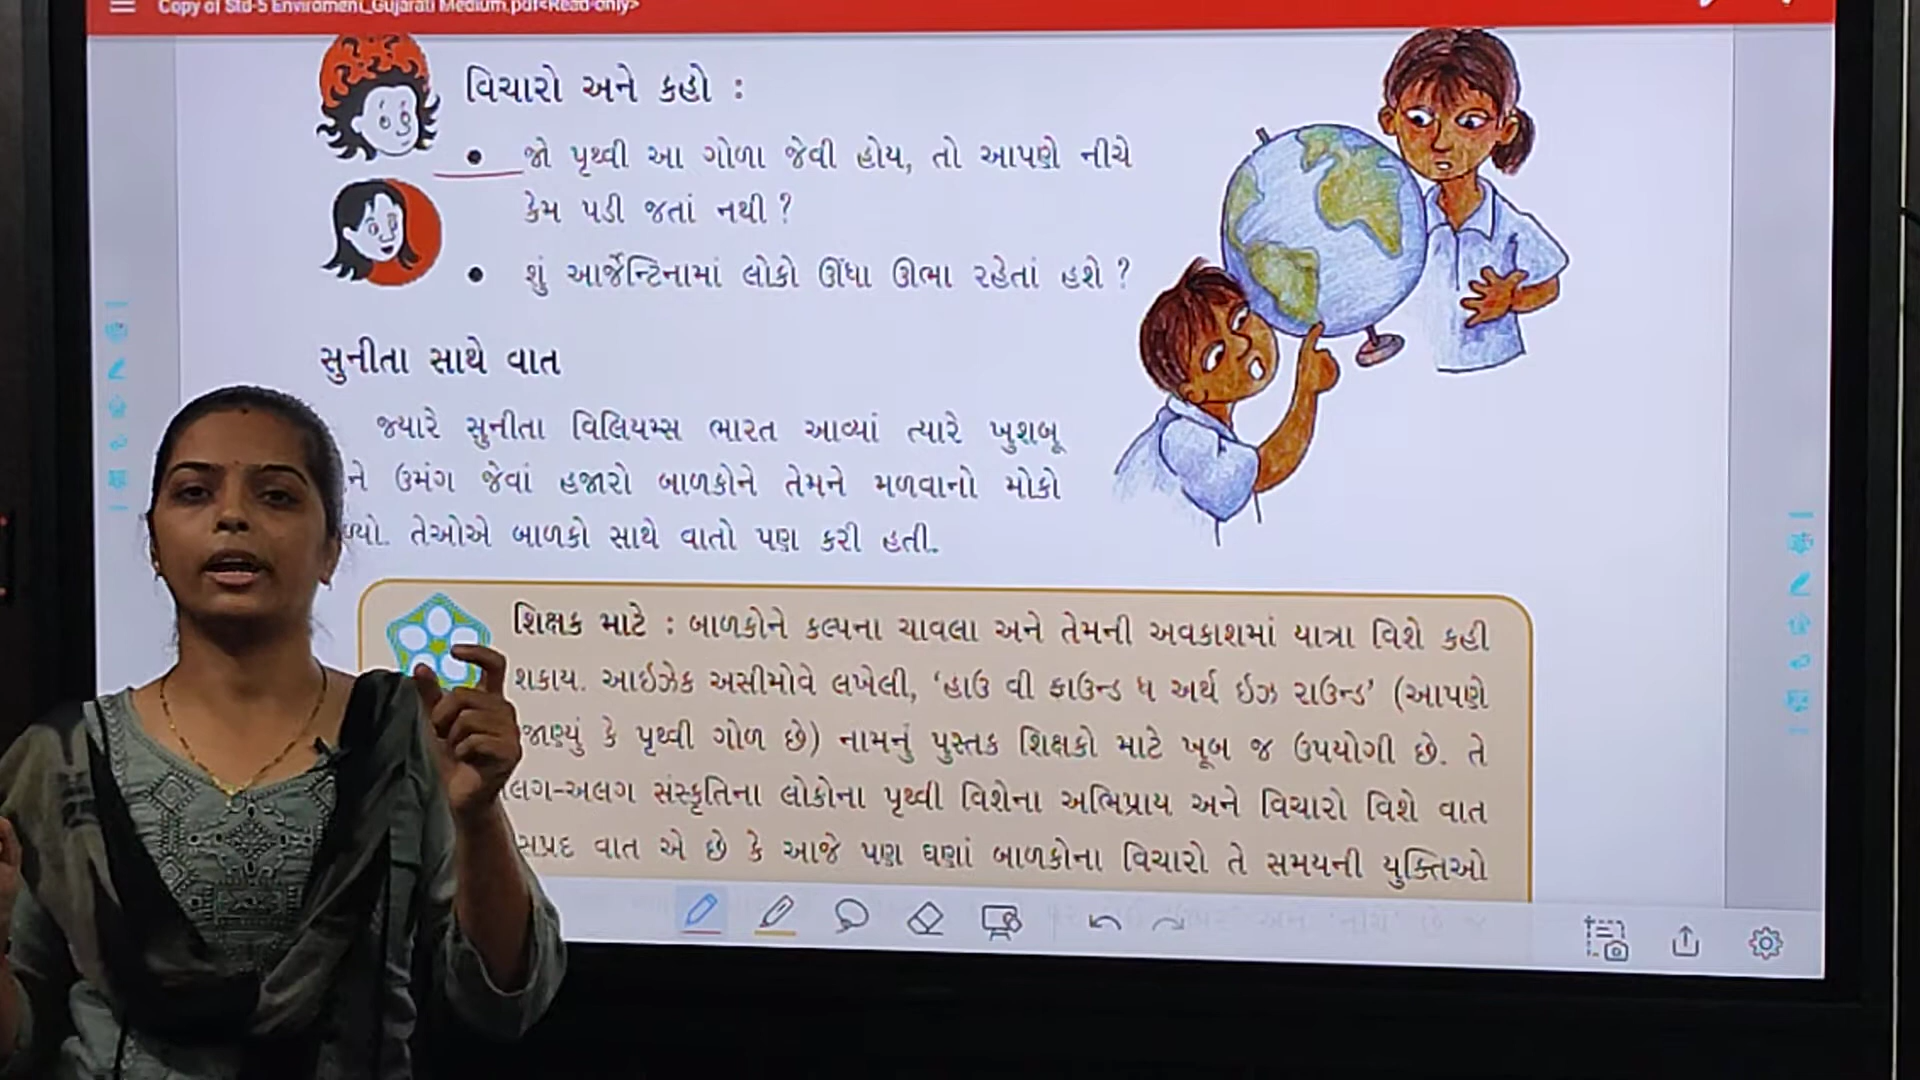 Copy of Std-5 Enviroment_Gujarati Medium.pdf<Read-only>
વિચારો અને કહો :
• જો પૃથ્વી આ ગોળા જેવી હોય, તો આપણે નીચે
કેમ પડી જતાં નથી ?
• શું આર્જેન્ટિનામાં લોકો ઊંધા ઊભા રહેતાં હશે ?
સુનીતા સાથે વાત
જ્યારે સુનીતા વિલિયમ્સ ભારત આવ્યાં ત્યારે ખુશબૂ
ને ઉમંગ જેવાં હજારો બાળકોને તેમને મળવાનો મોકો
ળ્યો. તેઓએ બાળકો સાથે વાતો પણ કરી હતી.
શિક્ષક માટે : બાળકોને કલ્પના ચાવલા અને તેમની અવકાશમાં યાત્રા વિશે કહી
શકાય. આઇઝેક અસીમોવે લખેલી, ‘હાઉ વી ફાઉન્ડ ધ અર્થ ઇઝ રાઉન્ડ’ (આપણે
જાણ્યું કે પૃથ્વી ગોળ છે) નામનું પુસ્તક શિક્ષકો માટે ખૂબ જ ઉપયોગી છે. તે
લગ-અલગ સંસ્કૃતિના લોકોના પૃથ્વી વિશેના અભિપ્રાય અને વિચારો વિશે વાત
સપ્રદ વાત એ છે કે આજે પણ ઘણાં બાળકોના વિચારો તે સમયની યુક્તિઓ